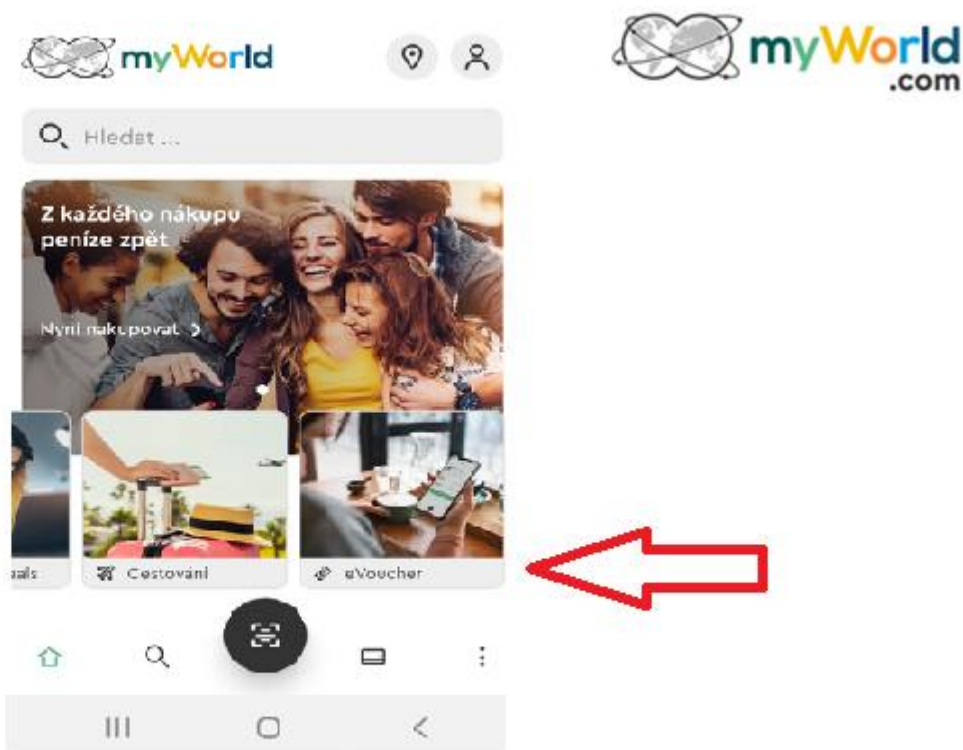 myWorld
myWorld
.com
Hledat ...
Z každého nákupu
peníze zpět
Nyní nakupovat
Cestování
eVoucher